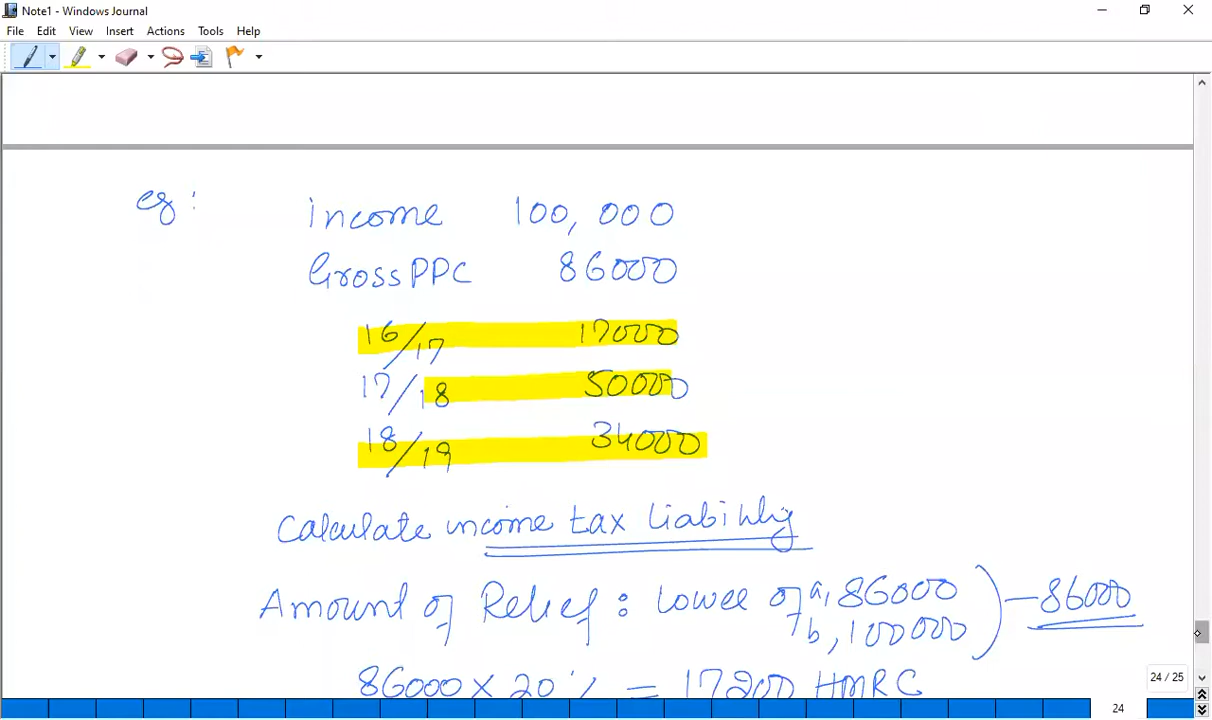 Note1 - Windows Journal
File Edit View Insert Actions Tools Help
eg :
income 100,000
Gross PPC 86000
16/17 17000
17/18 50000
18/19 34000
Calculate income tax liability
Amount of Relief : Lower of a, 86000
b, 100000
— 86000
86000 × 20% = 17200 HMRC
24 / 25
24